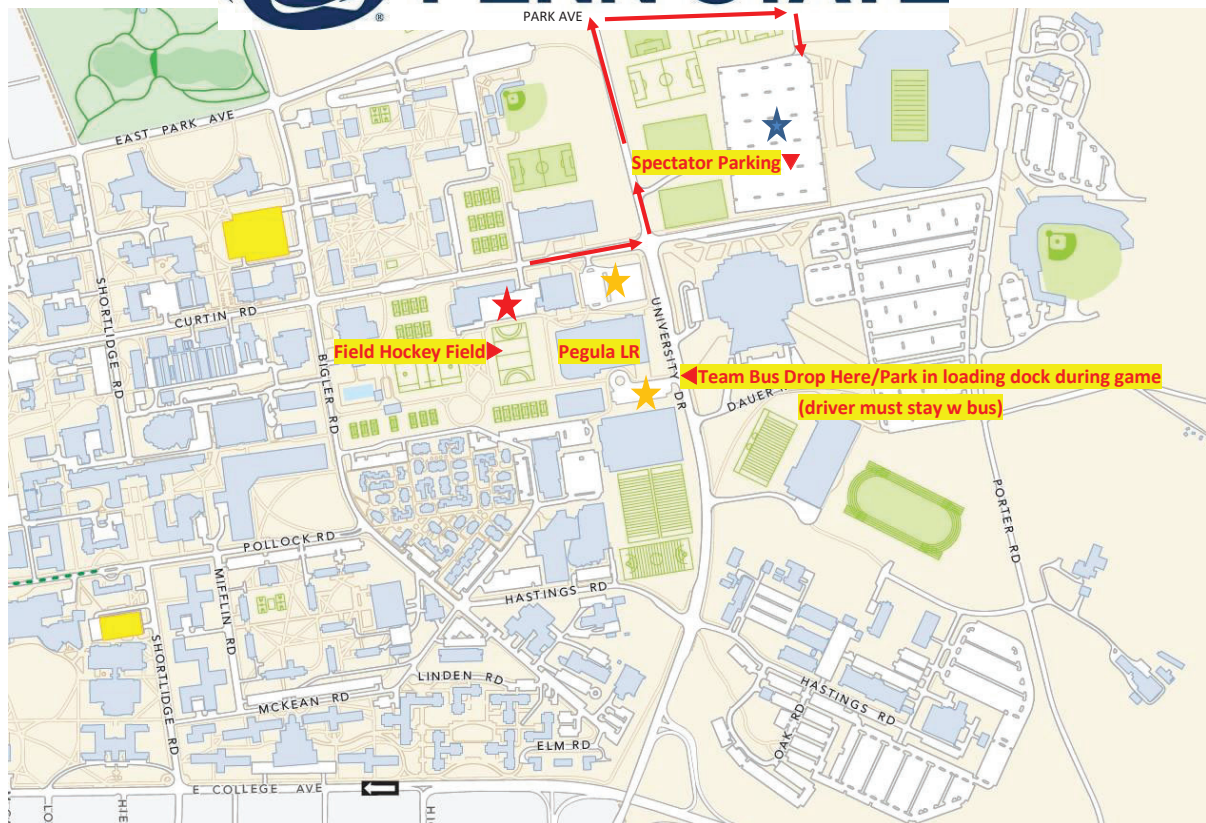 PENN STATE
®
PARK AVE
EAST PARK AVE
Spectator Parking
SHORTLIDGE RD
CURTIN RD
BIGLER RD
UNIVERSITY DR
Field Hockey Field
Pegula LR
Team Bus Drop Here/Park in loading dock during game
(driver must stay w bus)
DAUER
PORTER RD
POLLOCK RD
MIFFLIN RD
HASTINGS RD
SHORTLIDGE RD
LINDEN RD
MCKEAN RD
HASTINGS RD
OAK RD
ELM RD
E COLLEGE AVE